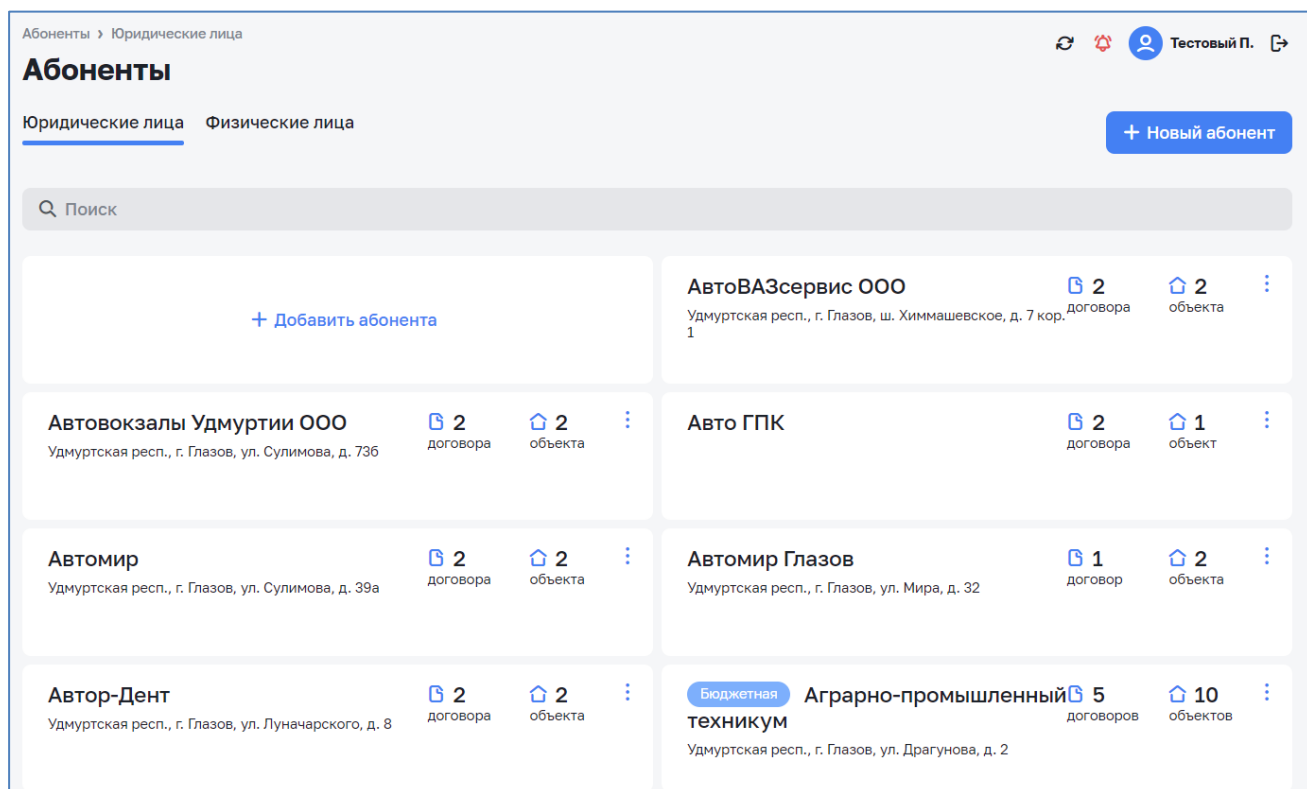 Абоненты › Юридические лица
Тестовый П.
Абоненты
Юридические лица Физические лица
+ Новый абонент
Поиск
+ Добавить абонента
АвтоВАЗсервис ООО
Удмуртская респ., г. Глазов, ш. Химмашевское, д. 7 кор.
1
2
договора
2
объекта
Автовокзалы Удмуртии ООО
Удмуртская респ., г. Глазов, ул. Сулимова, д. 73б
2
договора
2
объекта
Авто ГПК
2
договора
1
объект
Автомир
Удмуртская респ., г. Глазов, ул. Сулимова, д. 39а
2
договора
2
объекта
Автомир Глазов
Удмуртская респ., г. Глазов, ул. Мира, д. 32
1
договор
2
объекта
Автор-Дент
Удмуртская респ., г. Глазов, ул. Луначарского, д. 8
2
договора
2
объекта
Бюджетная Аграрно-промышленный
техникум
Удмуртская респ., г. Глазов, ул. Драгунова, д. 2
5
договоров
10
объектов